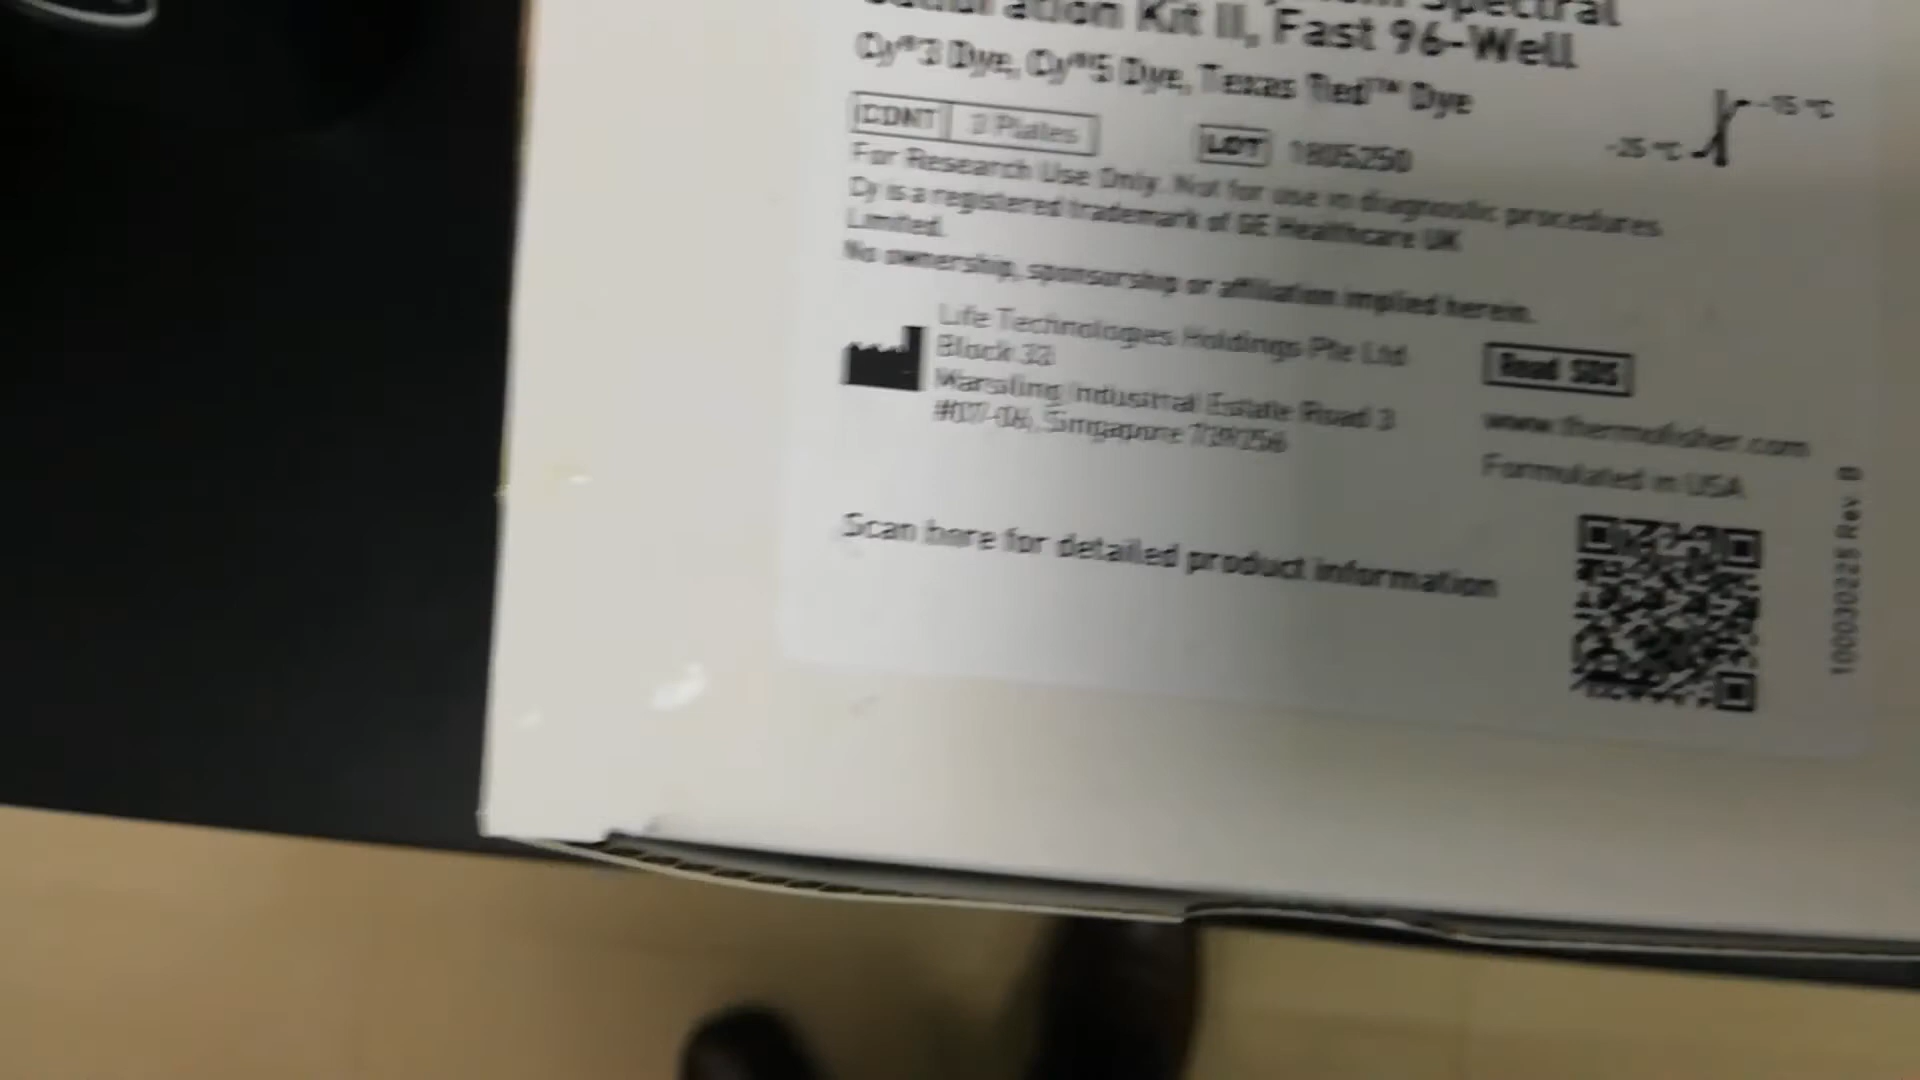 Spectral
Calibration Kit II, Fast 96-Well
Cy®3 Dye, Cy®5 Dye, Texas Red™ Dye
CONT 3 Plates
LOT 1805250
-15 °C
-25 °C
For Research Use Only. Not for use in diagnostic procedures.
Cy is a registered trademark of GE Healthcare UK
Limited.
No ownership, sponsorship or affiliation implied herein.
Life Technologies Holdings Pte Ltd
Block 33
Marsiling Industrial Estate Road 3
#07-06, Singapore 739256
Read SDS
www.thermofisher.com
Formulated in USA
Scan here for detailed product information
100030225 Rev. B